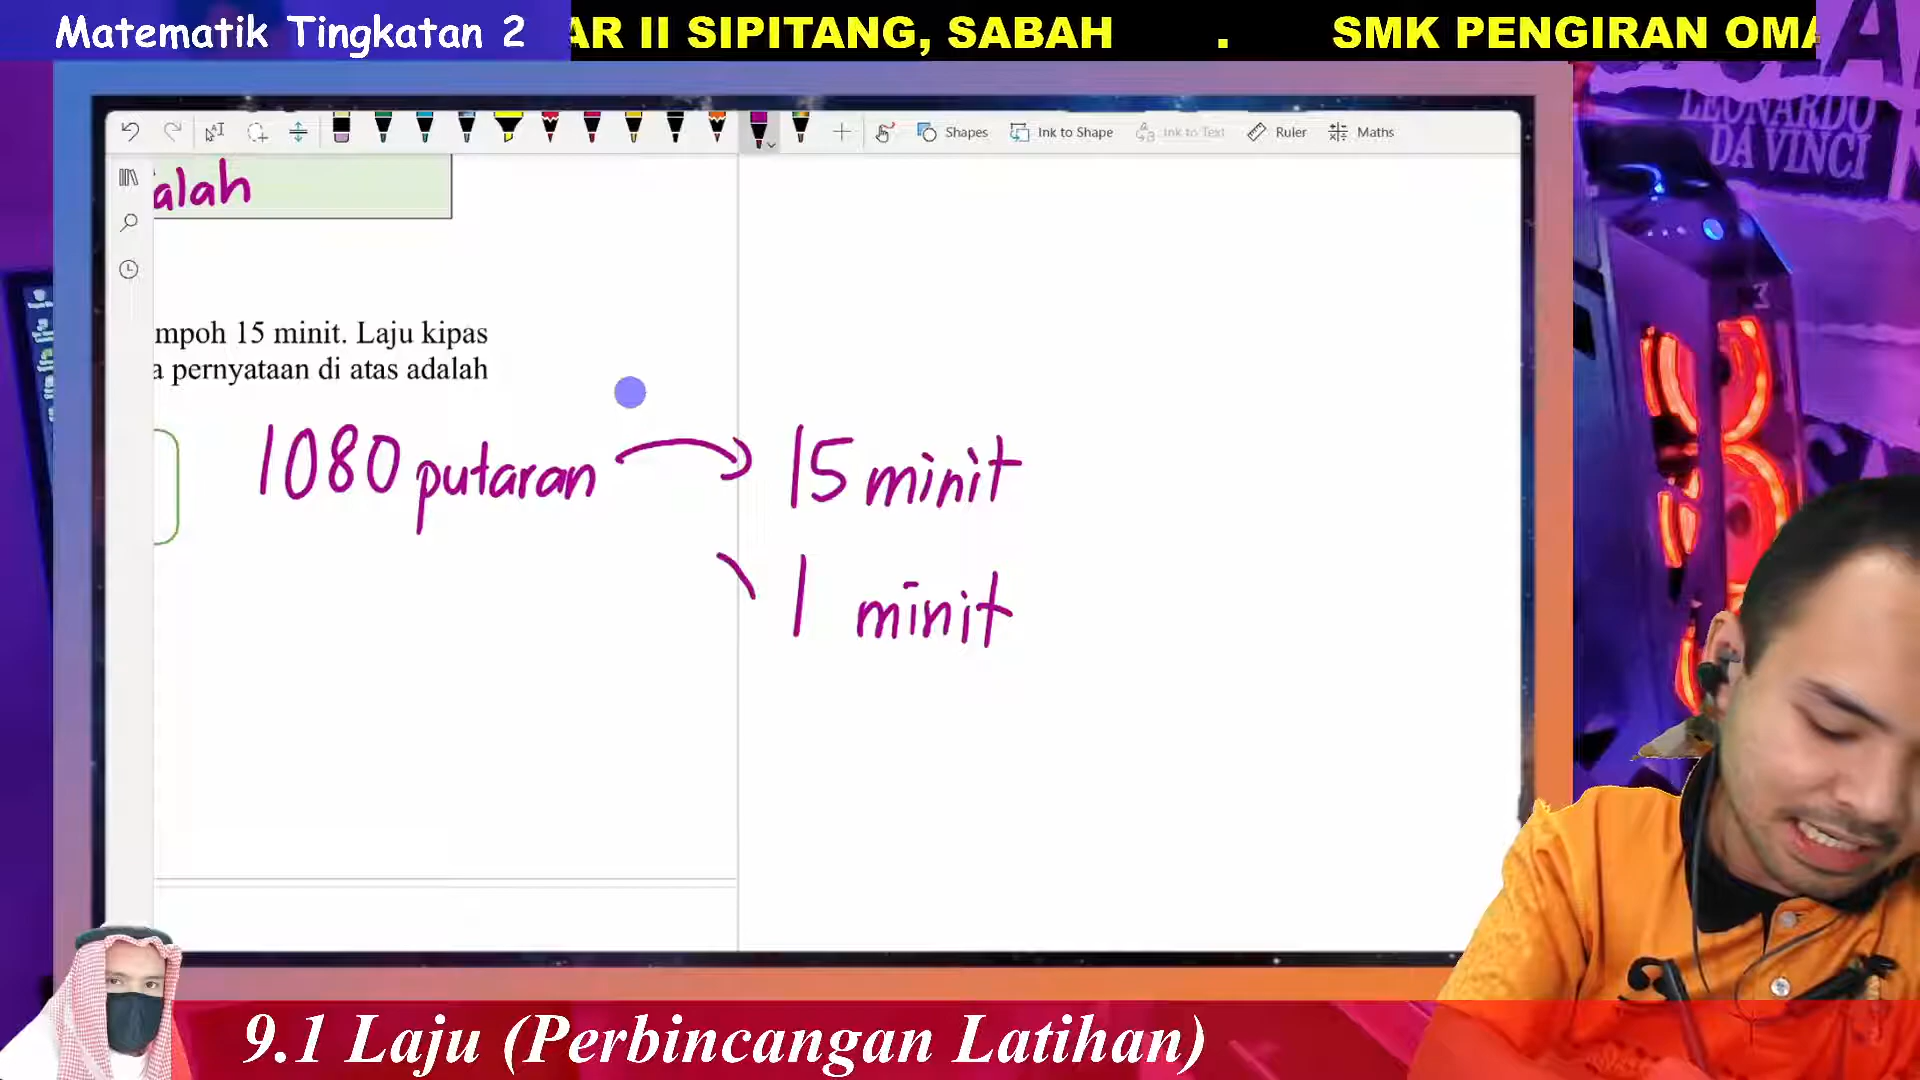 Matematik Tingkatan 2
AR II SIPITANG, SABAH . SMK PENGIRAN OMA
LEONARDO
DA VINCI
Shapes Ink to Shape Ink to Text Ruler Maths
alah
mpoh 15 minit. Laju kipas
a pernyataan di atas adalah
1080 putaran 15 minit
1 minit
9.1 Laju (Perbincangan Latihan)